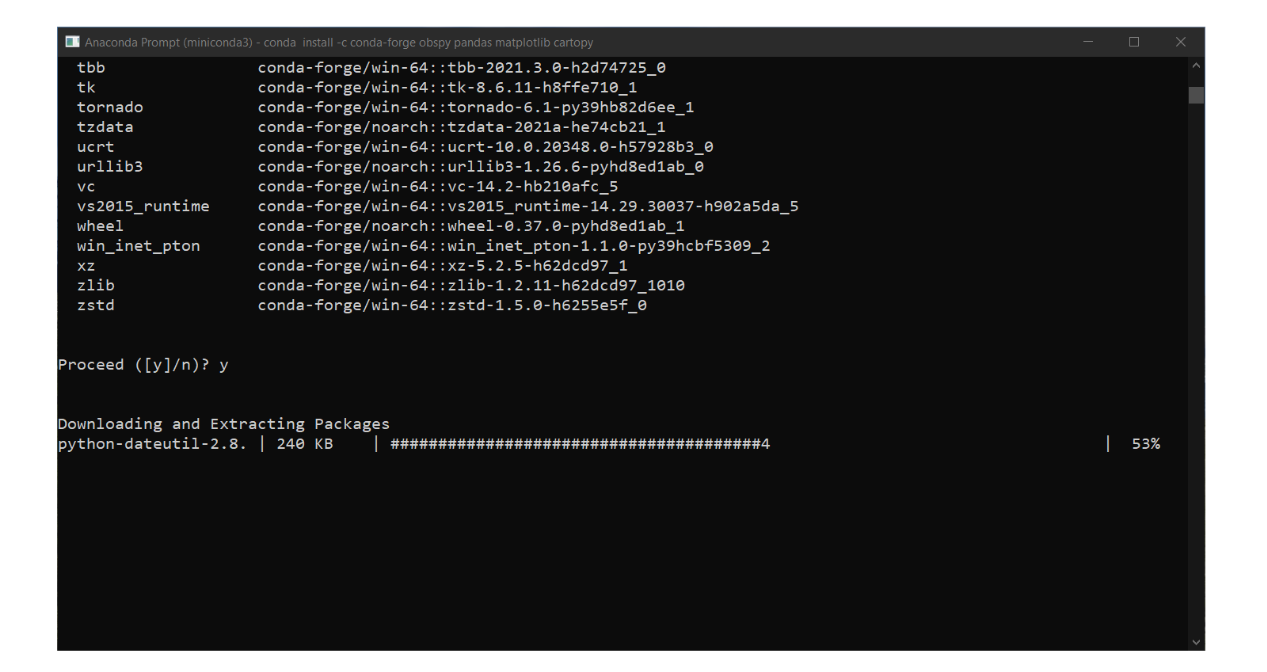 Anaconda Prompt (miniconda3) - conda  install -c conda-forge obspy pandas matplotlib cartopy
tbb                conda-forge/win-64::tbb-2021.3.0-h2d74725_0
tk                 conda-forge/win-64::tk-8.6.11-h8ffe710_1
tornado            conda-forge/win-64::tornado-6.1-py39hb82d6ee_1
tzdata             conda-forge/noarch::tzdata-2021a-he74cb21_1
ucrt               conda-forge/win-64::ucrt-10.0.20348.0-h57928b3_0
urllib3            conda-forge/noarch::urllib3-1.26.6-pyhd8ed1ab_0
vc                 conda-forge/win-64::vc-14.2-hb210afc_5
vs2015_runtime     conda-forge/win-64::vs2015_runtime-14.29.30037-h902a5da_5
wheel              conda-forge/noarch::wheel-0.37.0-pyhd8ed1ab_1
win_inet_pton      conda-forge/win-64::win_inet_pton-1.1.0-py39hcbf5309_2
xz                 conda-forge/win-64::xz-5.2.5-h62dcd97_1
zlib               conda-forge/win-64::zlib-1.2.11-h62dcd97_1010
zstd               conda-forge/win-64::zstd-1.5.0-h6255e5f_0
Proceed ([y]/n)? y
Downloading and Extracting Packages
python-dateutil-2.8. | 240 KB    | #######################################4                                   |  53%